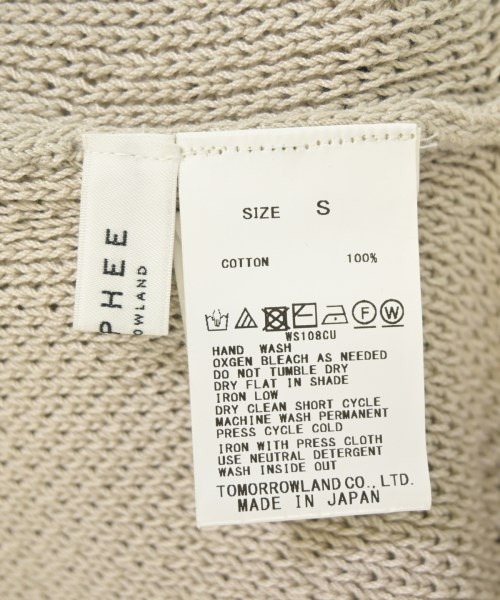 PHEE
OWLAND
SIZE S
COTTON 100%
F W
WS108CU
HAND WASH
OXGEN BLEACH AS NEEDED
DO NOT TUMBLE DRY
DRY FLAT IN SHADE
IRON LOW
DRY CLEAN SHORT CYCLE
MACHINE WASH PERMANENT
PRESS CYCLE COLD
IRON WITH PRESS CLOTH
USE NEUTRAL DETERGENT
WASH INSIDE OUT
TOMORROWLAND CO., LTD.
MADE IN JAPAN